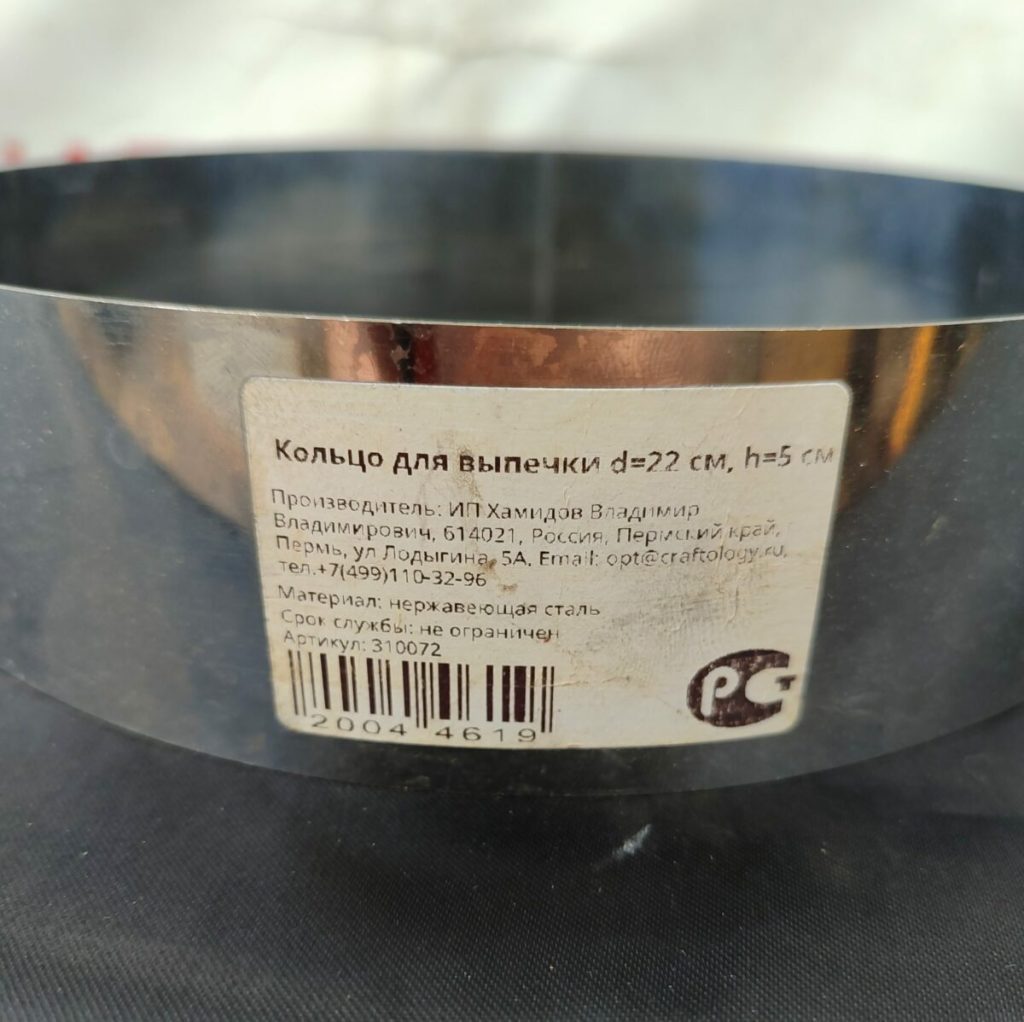 Кольцо для выпечки d=22 см, h=5 см
Производитель: ИП Хамидов Владимир
Владимирович, 614021, Россия, Пермский край,
Пермь, ул Лодыгина, 5А, Email: opt@craftology.ru,
тел.+7(499)110-32-96
Материал: нержавеющая сталь
Срок службы: не ограничен
Артикул: 310072
2004 4619
РСТ